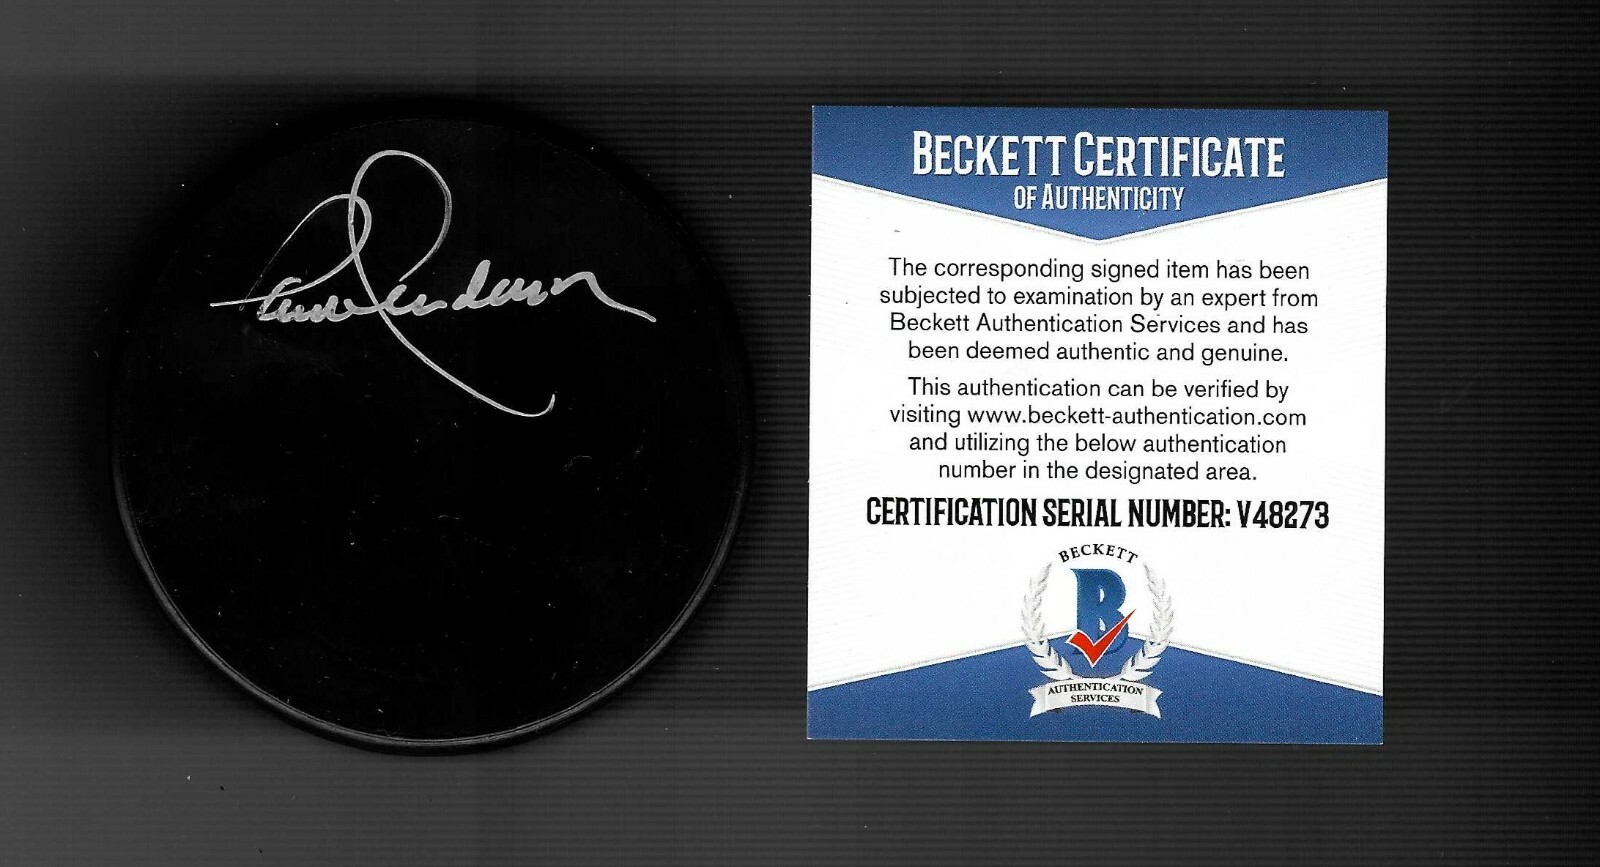 BECKETT CERTIFICATE
OF AUTHENTICITY
The corresponding signed item has been
subjected to examination by an expert from
Beckett Authentication Services and has
been deemed authentic and genuine.
This authentication can be verified by
visiting www.beckett-authentication.com
and utilizing the below authentication
number in the designated area.
CERTIFICATION SERIAL NUMBER: V48273
BECKETT
B
AUTHENTICATION
SERVICES